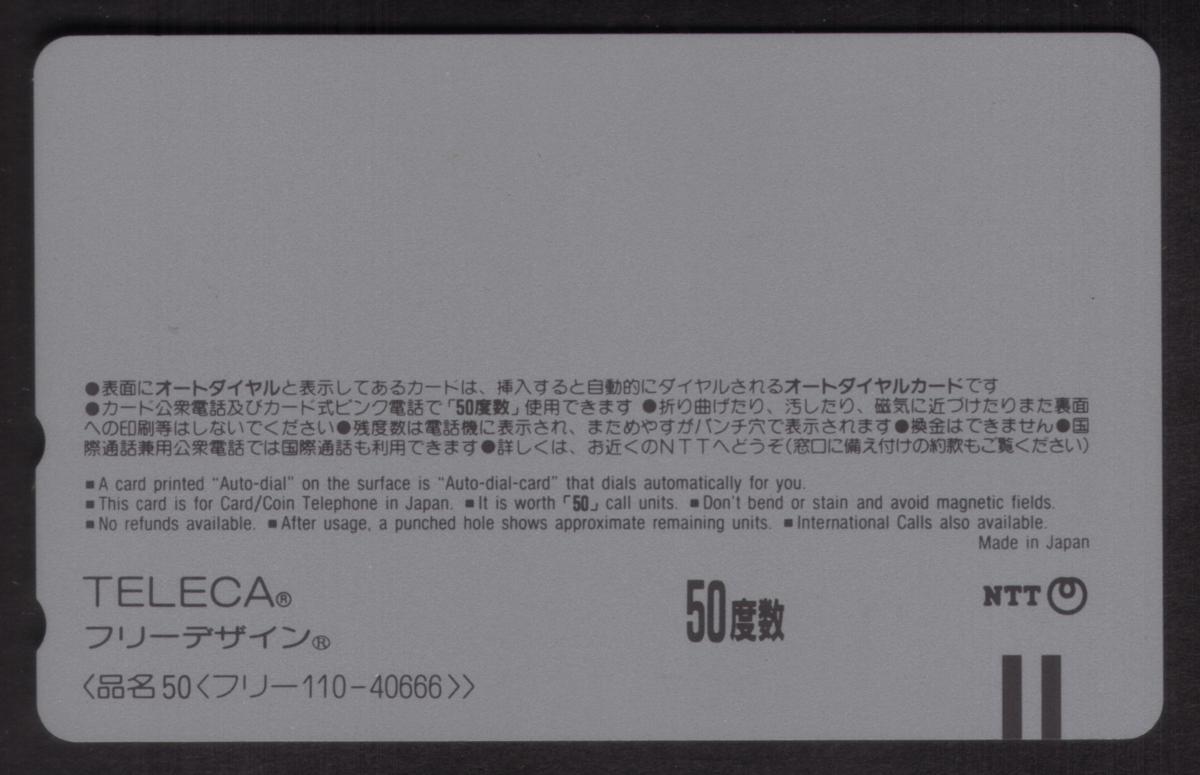 ●表面にオートダイヤルと表示してあるカードは、挿入すると自動的にダイヤルされるオートダイヤルカードです
●カード公衆電話及びカード式ピンク電話で「50度数」使用できます ●折り曲げたり、汚したり、磁気に近づけたりまた裏面
への印刷等はしないでください●残度数は電話機に表示され、まためやすがパンチ穴で表示されます●換金はできません●国
際通話兼用公衆電話では国際通話も利用できます●詳しくは、お近くのNTTへどうぞ(窓口に備え付けの約款もご覧ください)
■A card printed “Auto-dial” on the surface is “Auto-dial-card” that dials automatically for you.
■This card is for Card/Coin Telephone in Japan. ■It is worth「50」call units. ■Don't bend or stain and avoid magnetic fields.
■No refunds available. ■After usage, a punched hole shows approximate remaining units. ■International Calls also available.
Made in Japan
TELECA®
フリーデザイン®
50度数
NTT
〈品名50〈フリー110-40666〉〉